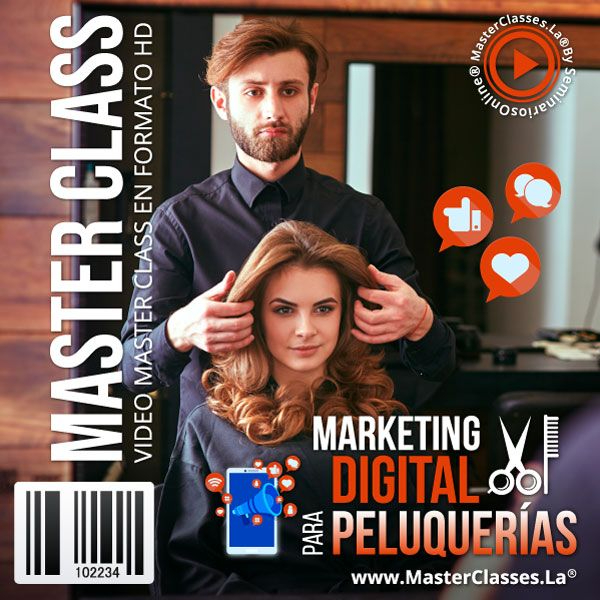 MASTER CLASS
VIDEO MASTER CLASS EN FORMATO HD
MasterClasses.La®By SeminariosOnline®
MARKETING
DIGITAL
PARA
PELUQUERÍAS
102234
www.MasterClasses.La®